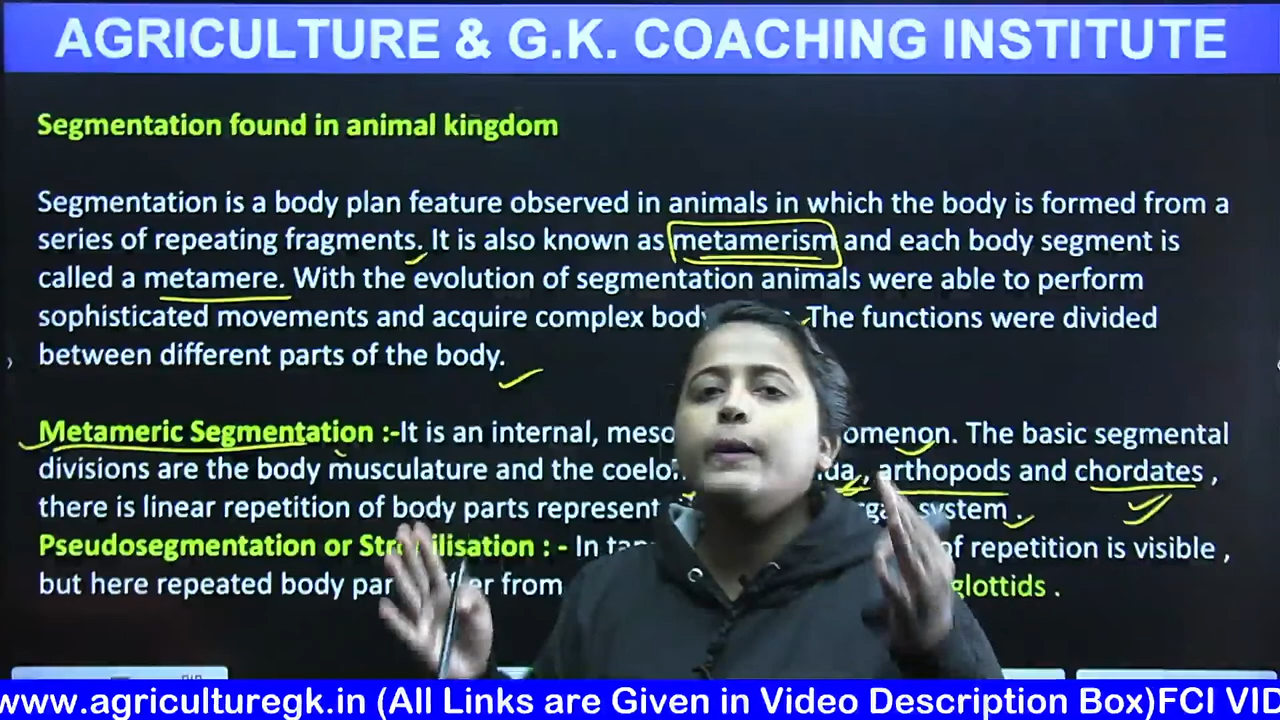 AGRICULTURE & G.K. COACHING INSTITUTE
Segmentation found in animal kingdom
Segmentation is a body plan feature observed in animals in which the body is formed from a
series of repeating fragments. It is also known as metamerism and each body segment is
called a metamere. With the evolution of segmentation animals were able to perform
sophisticated movements and acquire complex body The functions were divided
between different parts of the body.
Metameric Segmentation :-It is an internal, The basic segmental
divisions are the body musculature and the arthopods and chordates ,
there is linear repetition of body parts represent system .
Pseudosegmentation or : - In of repetition is visible ,
but here repeated body from glottids .
www.agriculturegk.in (All Links are Given in Video Description Box)FCI VID